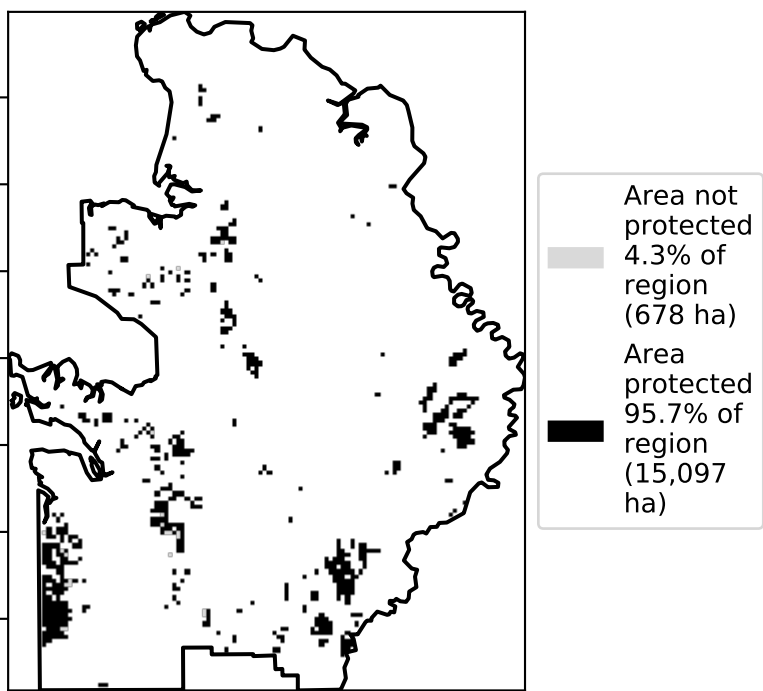 Area not
protected
4.3% of
region
(678 ha)
Area
protected
95.7% of
region
(15,097
ha)